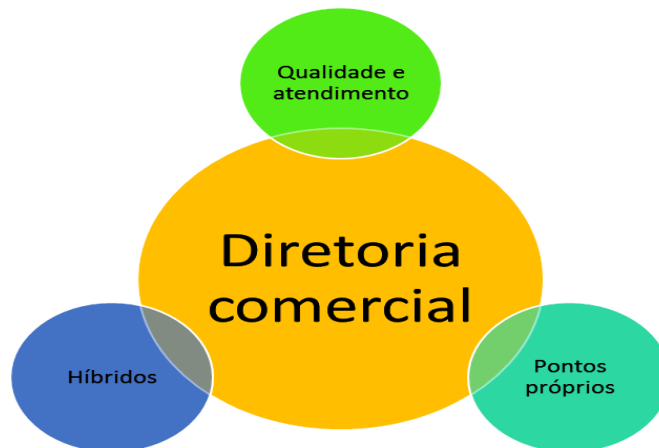 Qualidade e
atendimento
Diretoria
comercial
Híbridos
Pontos
próprios